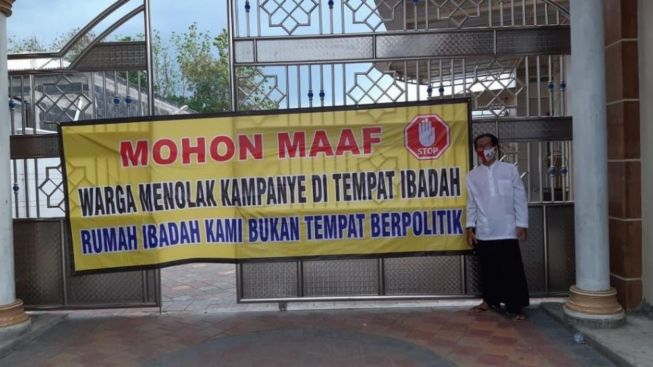 MOHON MAAF
STOP
WARGA MENOLAK KAMPANYE DI TEMPAT IBADAH
RUMAH IBADAH KAMI BUKAN TEMPAT BERPOLITIK